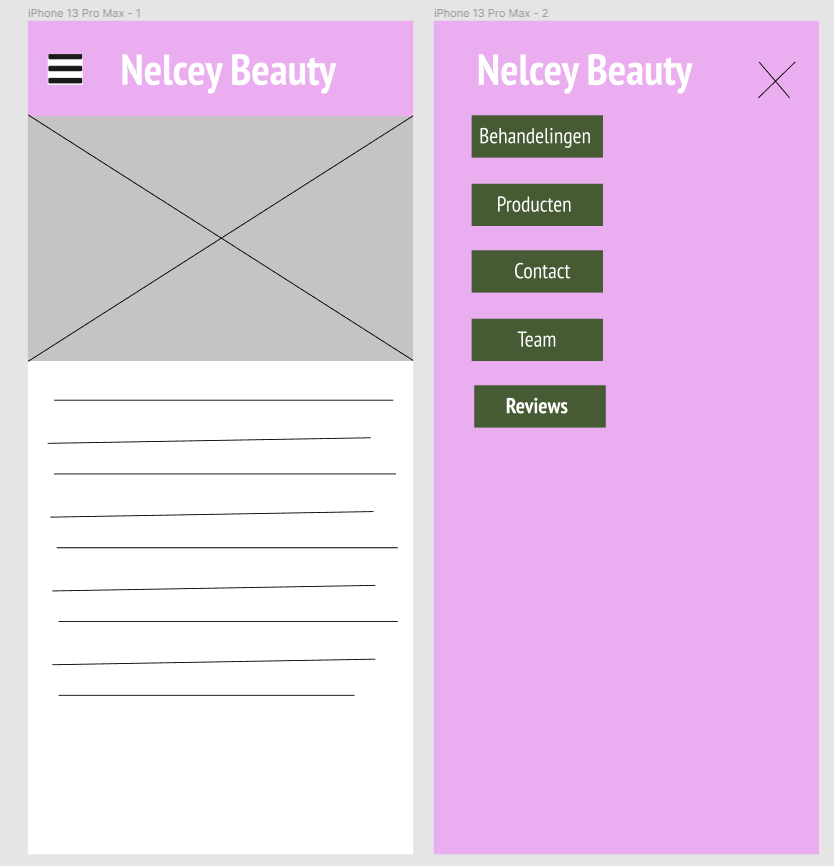 iPhone 13 Pro Max - 1
Nelcey Beauty
iPhone 13 Pro Max - 2
Nelcey Beauty
Behandelingen
Producten
Contact
Team
Reviews